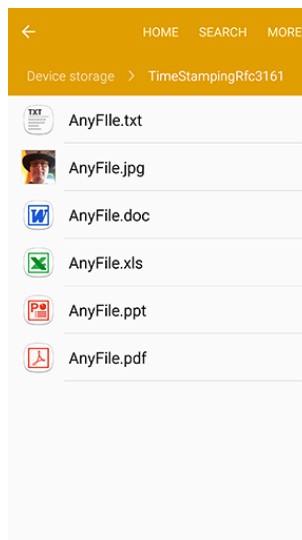 HOME SEARCH MORE
Device storage > TimeStampingRfc3161
TXT
AnyFIle.txt
AnyFile.jpg
W
AnyFile.doc
X
AnyFile.xls
P
AnyFile.ppt
AnyFile.pdf